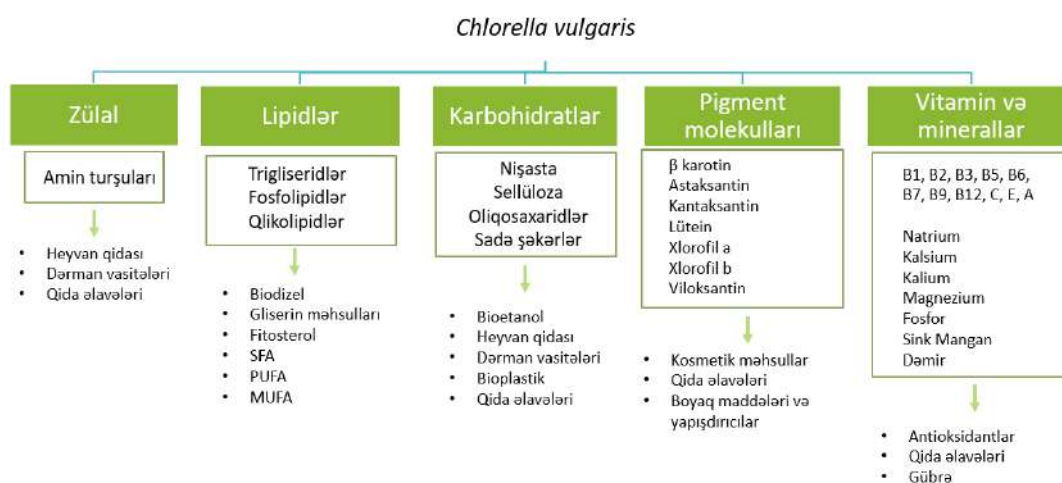 Chlorella vulgaris
Zülal
Amin turşuları
• Heyvan qidası
• Dərman vasitələri
• Qida əlavələri
Lipidlər
Trigliseridlər
Fosfolipidlər
Qlikolipidlər
• Biodizel
• Gliserin məhsulları
• Fitosterol
• SFA
• PUFA
• MUFA
Karbohidratlar
Nişasta
Sellüloza
Oliqosaxaridlər
Sadə şəkərlər
• Bioetanol
• Heyvan qidası
• Dərman vasitələri
• Bioplastik
• Qida əlavələri
Pigment
molekulları
β karotin
Astaksantin
Kantaksantin
Lütein
Xlorofil a
Xlorofil b
Viloksantin
• Kosmetik məhsullar
• Qida əlavələri
• Boyaq maddələri və
yapışdırıcılar
Vitamin və
minerallar
B1, B2, B3, B5, B6,
B7, B9, B12, C, E, A
Natrium
Kalsium
Kalium
Magnezium
Fosfor
Sink Mangan
Dəmir
• Antioksidantlar
• Qida əlavələri
• Gübrə